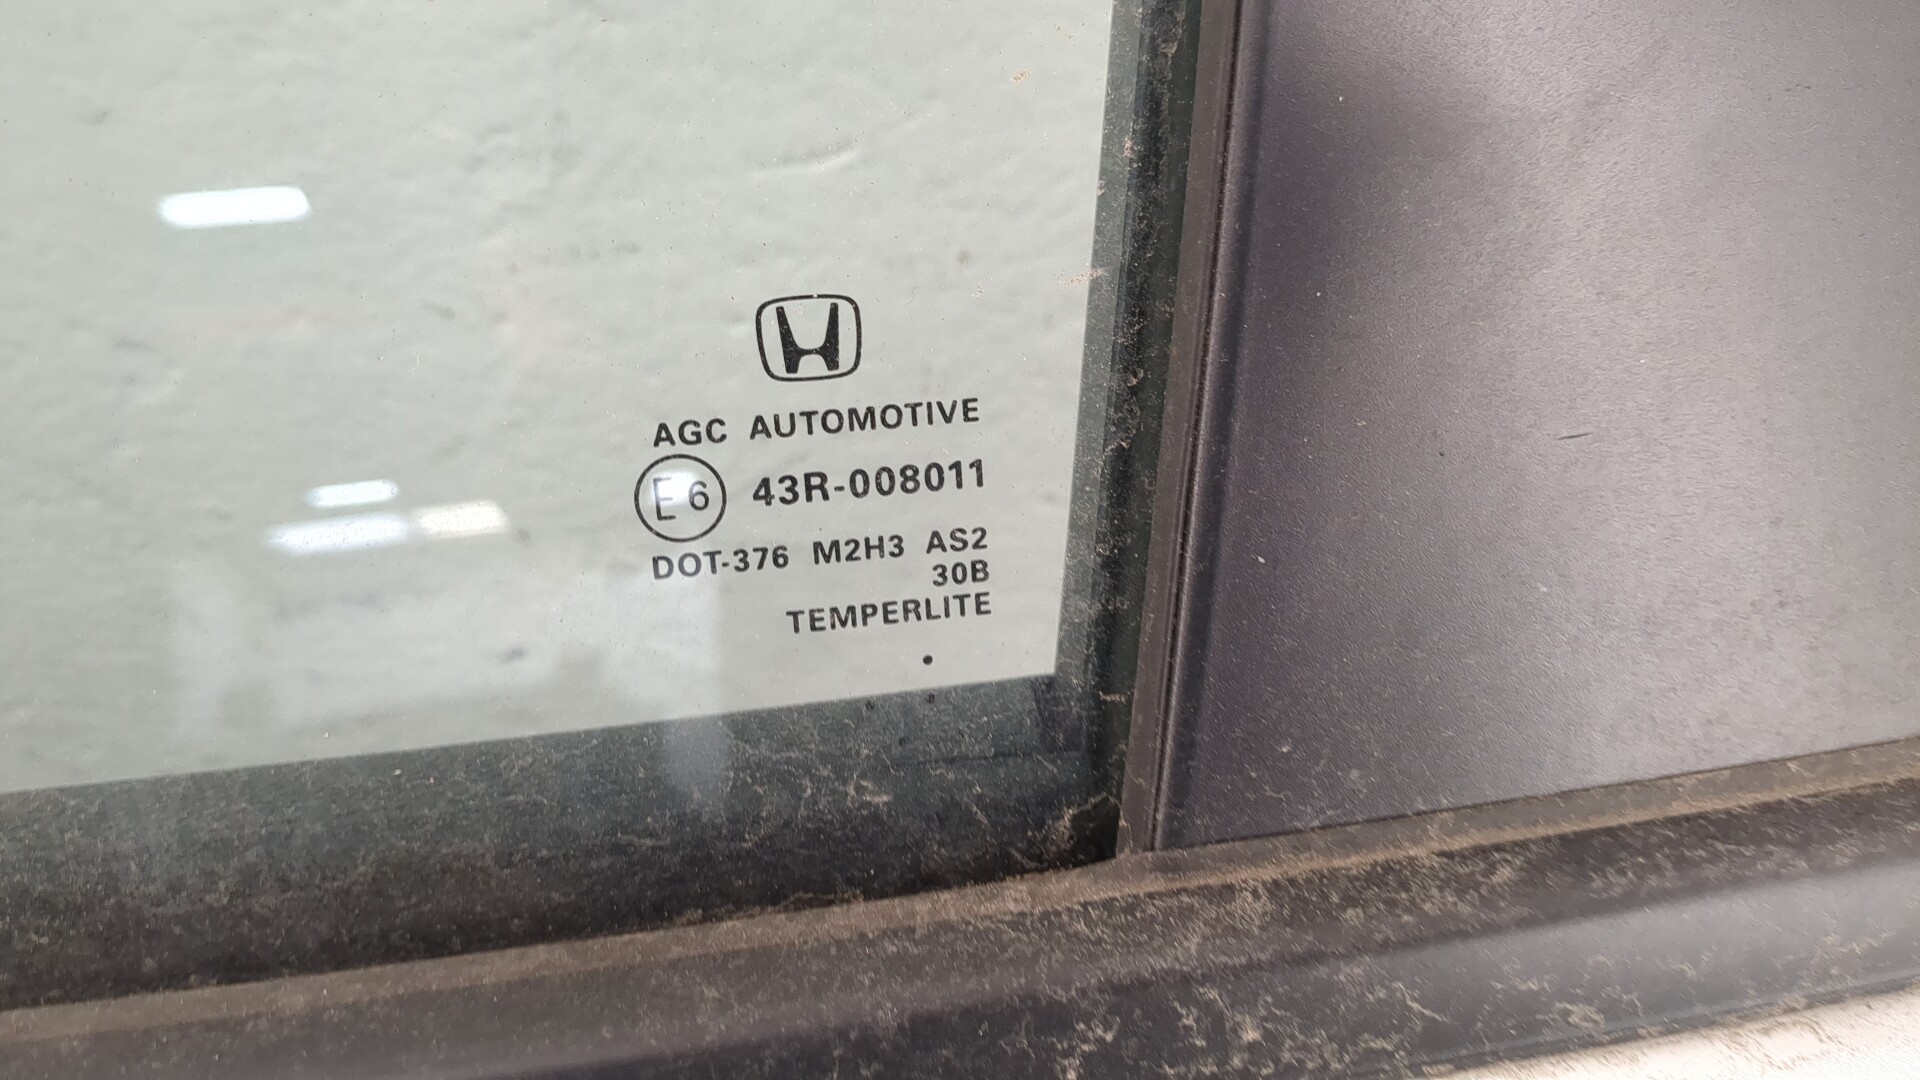 AGC AUTOMOTIVE
E6 43R-008011
DOT-376 M2H3 AS2
30B
TEMPERLITE